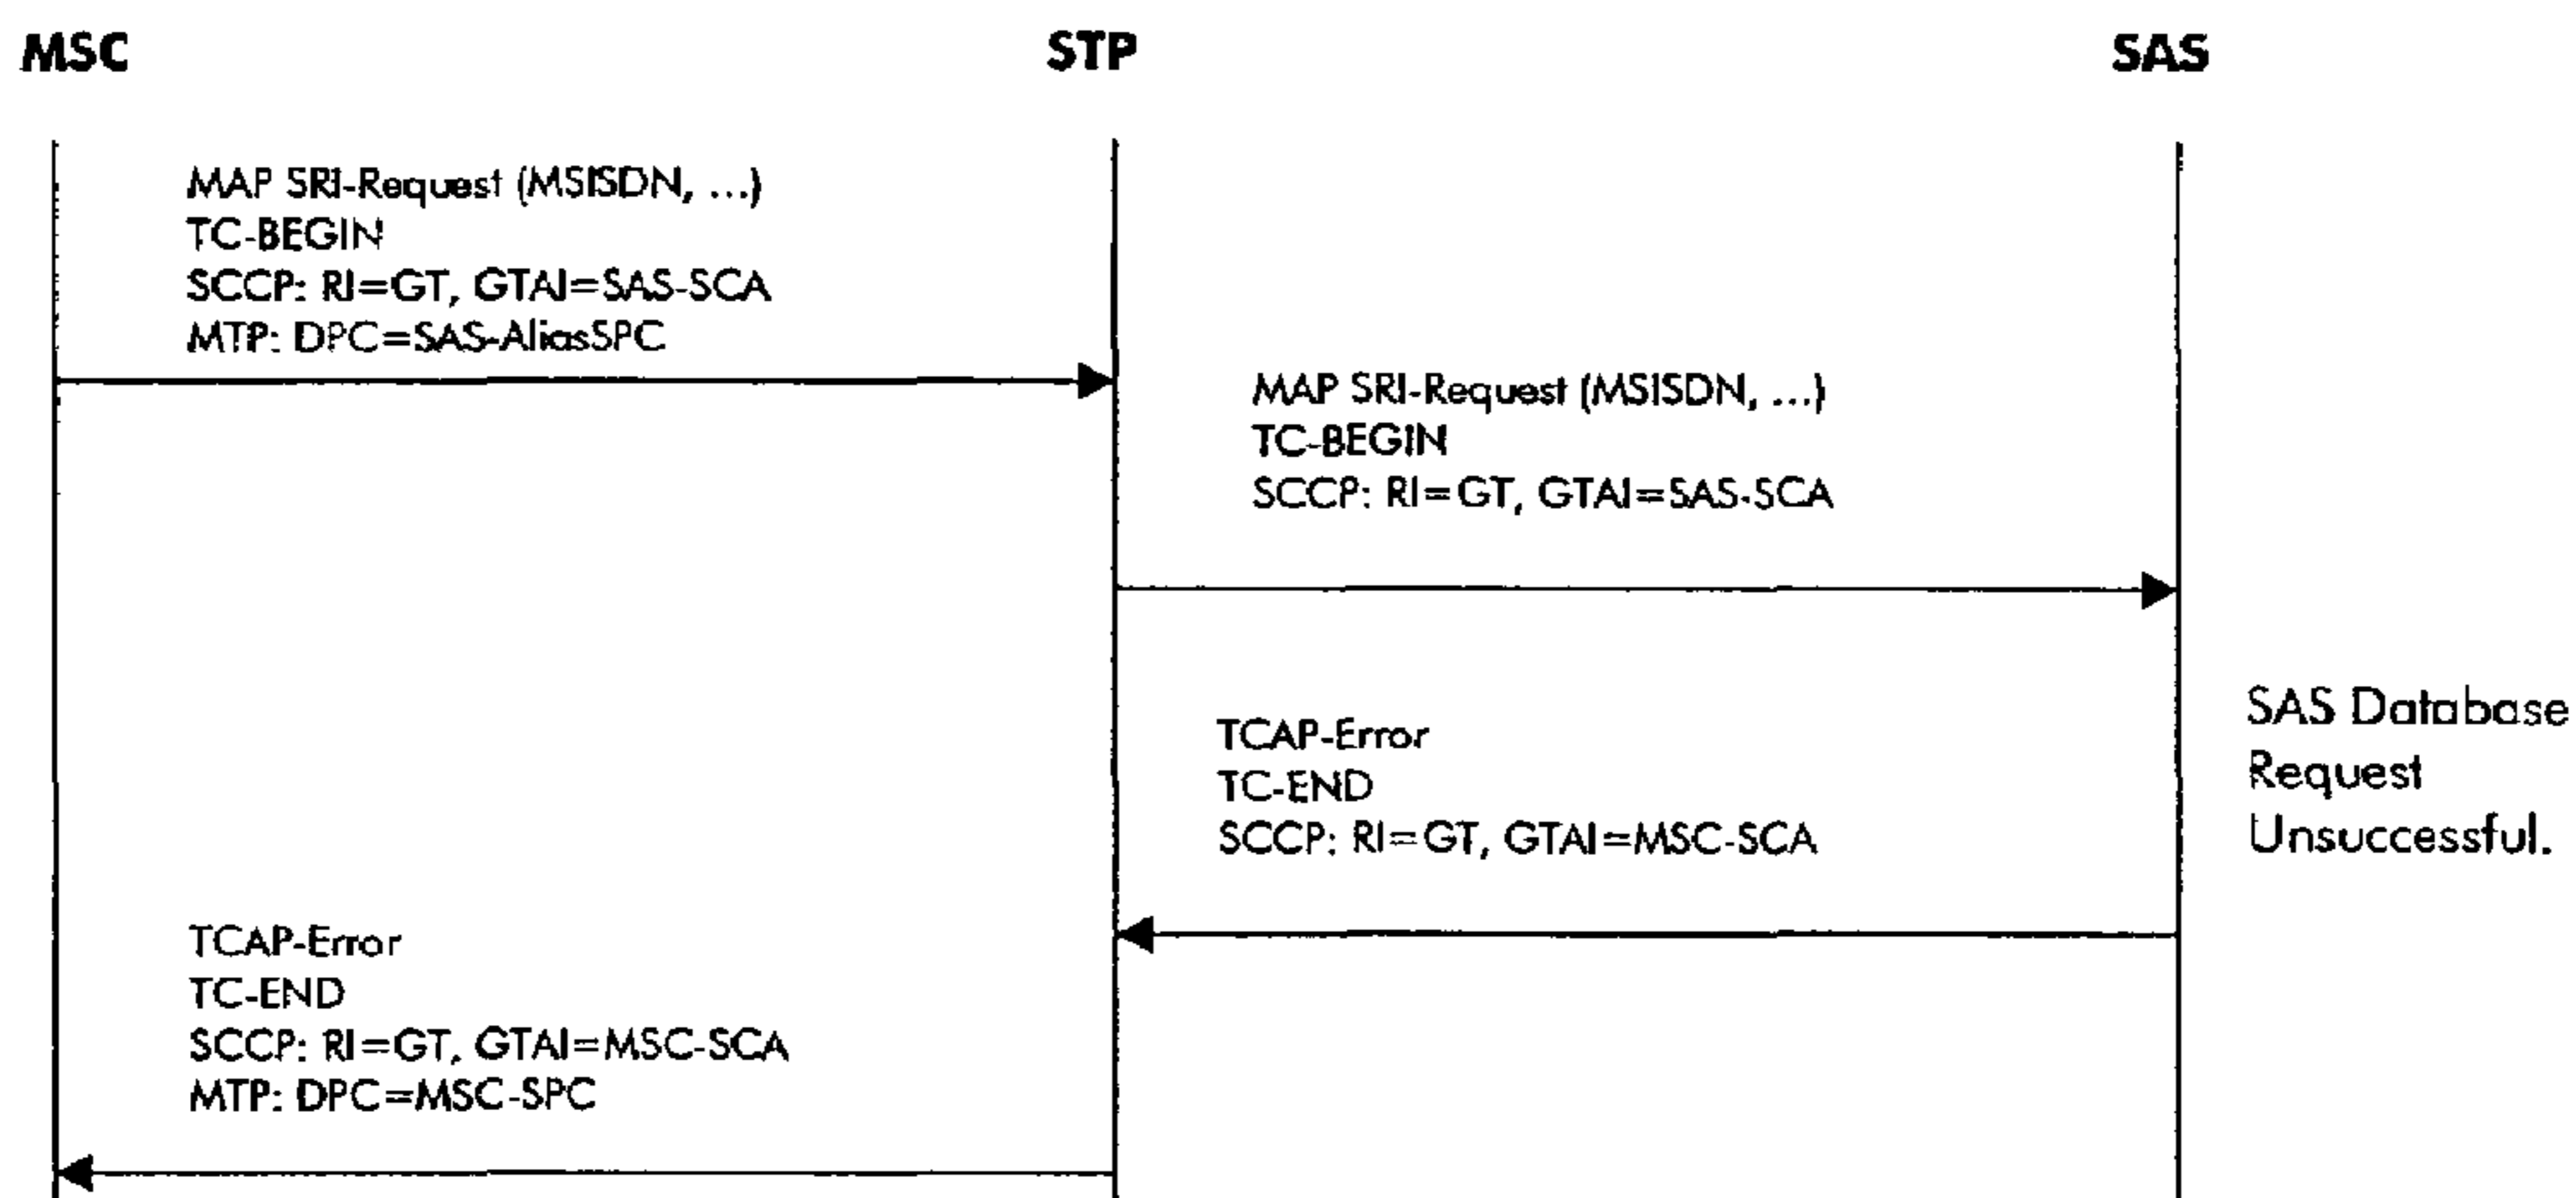 MSC
STP
SAS
MAP SRI-Request (MSISDN, ...)
TC-BEGIN
SCCP: RI=GT, GTAI=SAS-SCA
MTP: DPC=SAS-AliasSPC
MAP SRI-Request (MSISDN, ...)
TC-BEGIN
SCCP: RI=GT, GTAI=SAS-SCA
SAS Database
Request
Unsuccessful.
TCAP-Error
TC-END
SCCP: RI=GT, GTAI=MSC-SCA
TCAP-Error
TC-END
SCCP: RI=GT, GTAI=MSC-SCA
MTP: DPC=MSC-SPC